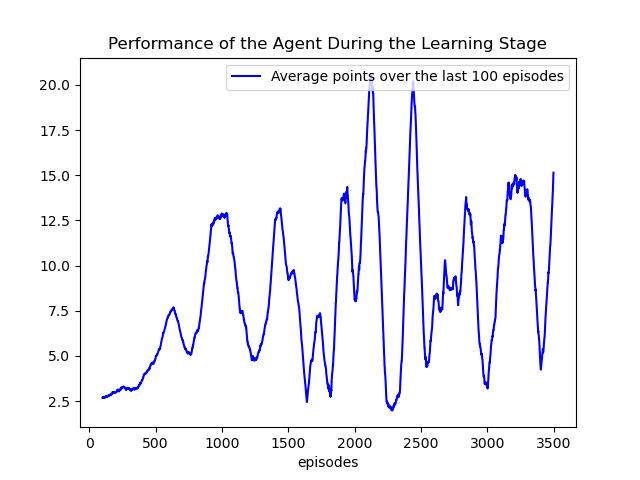 Performance of the Agent During the Learning Stage
Average points over the last 100 episodes
20.0
17.5
15.0
12.5
10.0
7.5
5.0
2.5
0 500 1000 1500 2000 2500 3000 3500
episodes